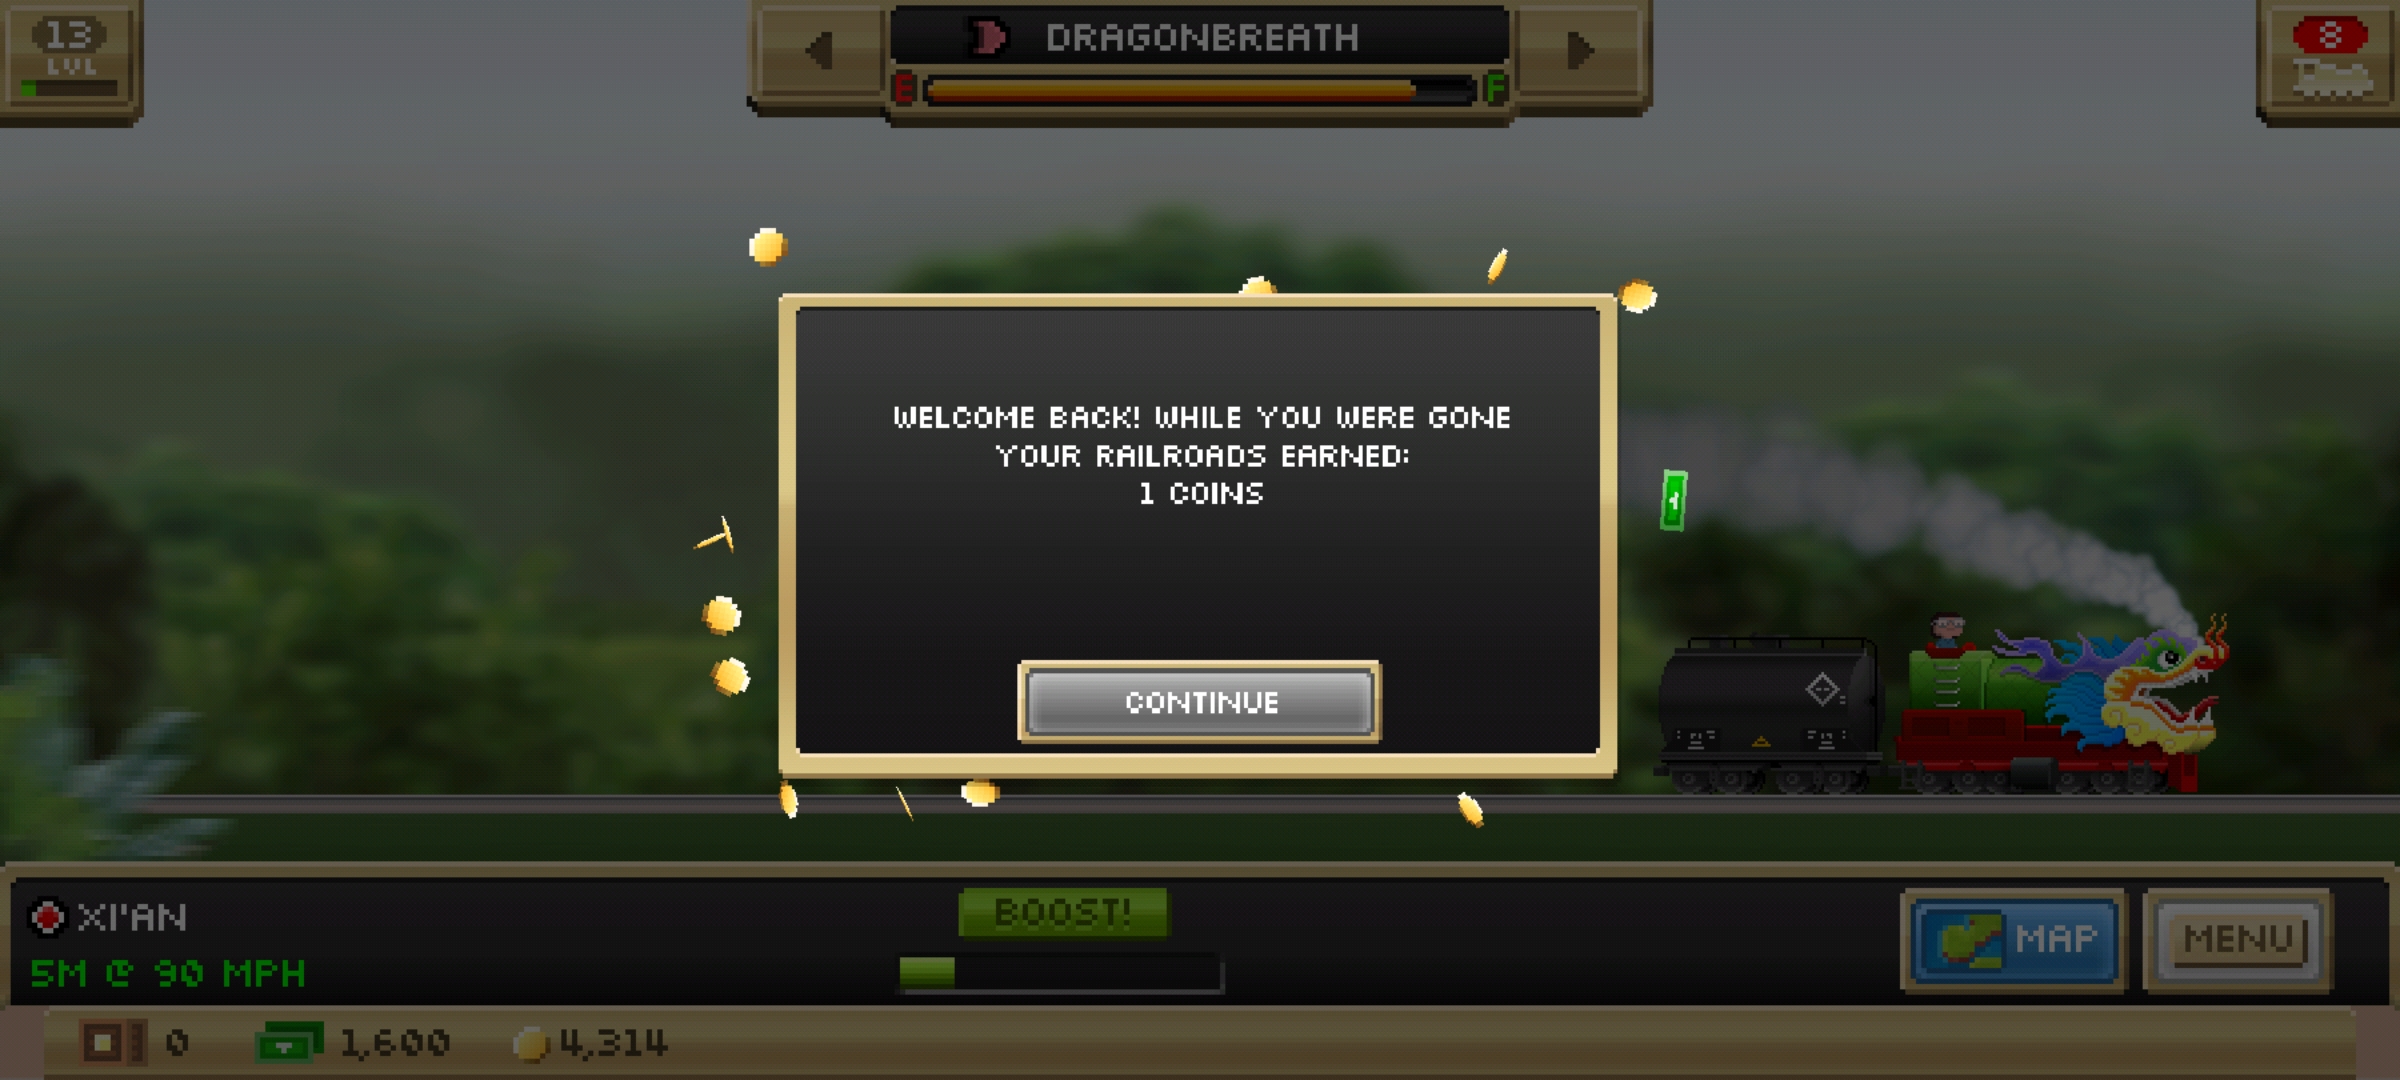 13
LVL
DRAGONBREATH
E F
8
WELCOME BACK! WHILE YOU WERE GONE
YOUR RAILROADS EARNED:
1 COINS
CONTINUE
XI'AN
BOOST!
5M @ 90 MPH
MAP
MENU
0 1,600 4,314